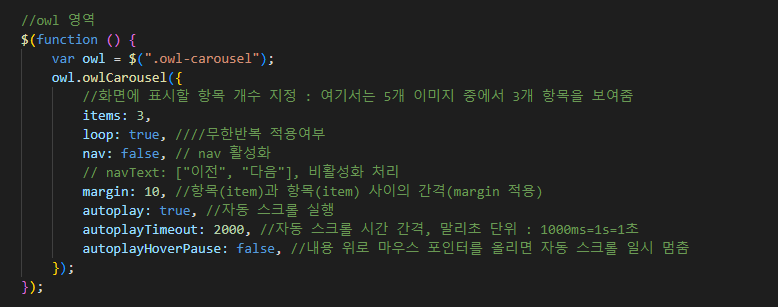 //owl 영역
$(function () {
var owl = $(".owl-carousel");
owl.owlCarousel({
//화면에 표시할 항목 개수 지정 : 여기서는 5개 이미지 중에서 3개 항목을 보여줌
items: 3,
loop: true, ////무한반복 적용여부
nav: false, // nav 활성화
// navText: ["이전", "다음"], 비활성화 처리
margin: 10, //항목(item)과 항목(item) 사이의 간격(margin 적용)
autoplay: true, //자동 스크롤 실행
autoplayTimeout: 2000, //자동 스크롤 시간 간격, 말리초 단위 : 1000ms=1s=1초
autoplayHoverPause: false, //내용 위로 마우스 포인터를 올리면 자동 스크롤 일시 멈춤
});
});